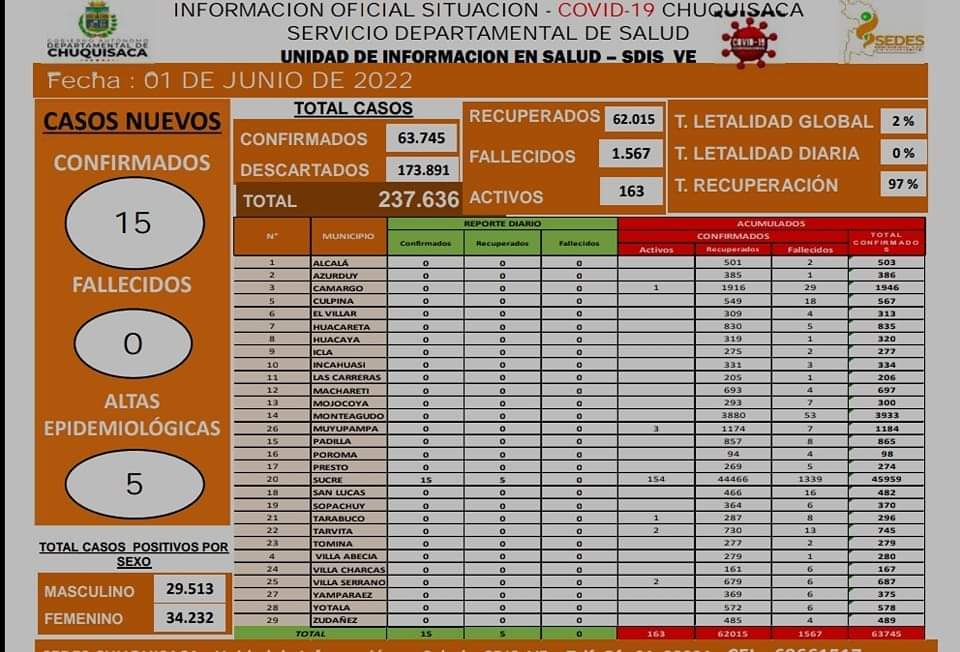 INFORMACION OFICIAL SITUACION - COVID-19 CHUQUISACA
SERVICIO DEPARTAMENTAL DE SALUD
UNIDAD DE INFORMACION EN SALUD – SDIS VE
GOBIERNO AUTÓNOMO
DEPARTAMENTAL DE
CHUQUISACA
COVID-19
SEDES
Fecha : 01 DE JUNIO DE 2022
CASOS NUEVOS
CONFIRMADOS
15
FALLECIDOS
0
ALTAS
EPIDEMIOLÓGICAS
5
TOTAL CASOS POSITIVOS POR
SEXO
MASCULINO 29.513
FEMENINO 34.232
TOTAL CASOS
CONFIRMADOS 63.745
DESCARTADOS 173.891
TOTAL 237.636
RECUPERADOS 62.015
FALLECIDOS 1.567
ACTIVOS 163
T. LETALIDAD GLOBAL 2 %
T. LETALIDAD DIARIA 0 %
T. RECUPERACIÓN 97 %
N° MUNICIPIO REPORTE DIARIO ACUMULADOS
CONFIRMADOS TOTAL CONFIRMADOS
Confirmados Recuperados Fallecidos Activos Recuperados Fallecidos
1 ALCALÁ 0 0 0 501 2 503
2 AZURDUY 0 0 0 385 1 386
3 CAMARGO 0 0 0 1 1916 29 1946
5 CULPINA 0 0 0 549 18 567
6 EL VILLAR 0 0 0 309 4 313
7 HUACARETA 0 0 0 830 5 835
8 HUACAYA 0 0 0 319 1 320
9 ICLA 0 0 0 275 2 277
10 INCAHUASI 0 0 0 331 3 334
11 LAS CARRERAS 0 0 0 205 1 206
12 MACHARETI 0 0 0 693 4 697
13 MOJOCOYA 0 0 0 293 7 300
14 MONTEAGUDO 0 0 0 3880 53 3933
26 MUYUPAMPA 0 0 0 3 1174 7 1184
15 PADILLA 0 0 0 857 8 865
16 POROMA 0 0 0 94 4 98
17 PRESTO 0 0 0 269 5 274
20 SUCRE 15 5 0 154 44466 1339 45959
18 SAN LUCAS 0 0 0 466 16 482
19 SOPACHUY 0 0 0 364 6 370
21 TARABUCO 0 0 0 1 287 8 296
22 TARVITA 0 0 0 2 730 13 745
23 TOMINA 0 0 0 277 2 279
4 VILLA ABECIA 0 0 0 279 1 280
24 VILLA CHARCAS 0 0 0 161 6 167
25 VILLA SERRANO 0 0 0 2 679 6 687
27 YAMPARAEZ 0 0 0 369 6 375
28 YOTALA 0 0 0 572 6 578
29 ZUDAÑEZ 0 0 0 485 4 489
TOTAL 15 5 0 163 62015 1567 63745